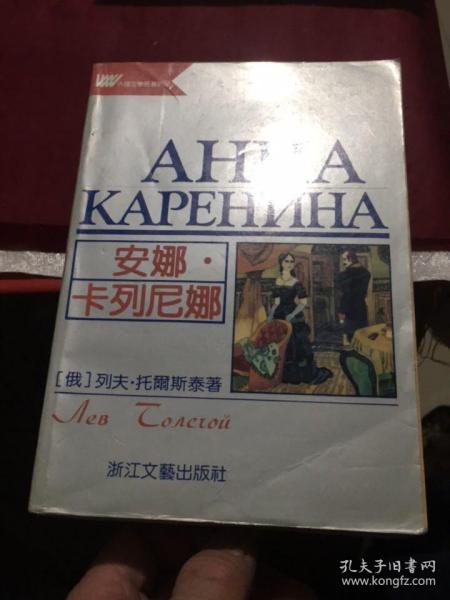 АННА
КАРЕНИНА
安娜·
卡列尼娜
[俄]列夫·托爾斯泰著
Лев Толстой
浙江文藝出版社
孔夫子旧书网
www.kongfz.com